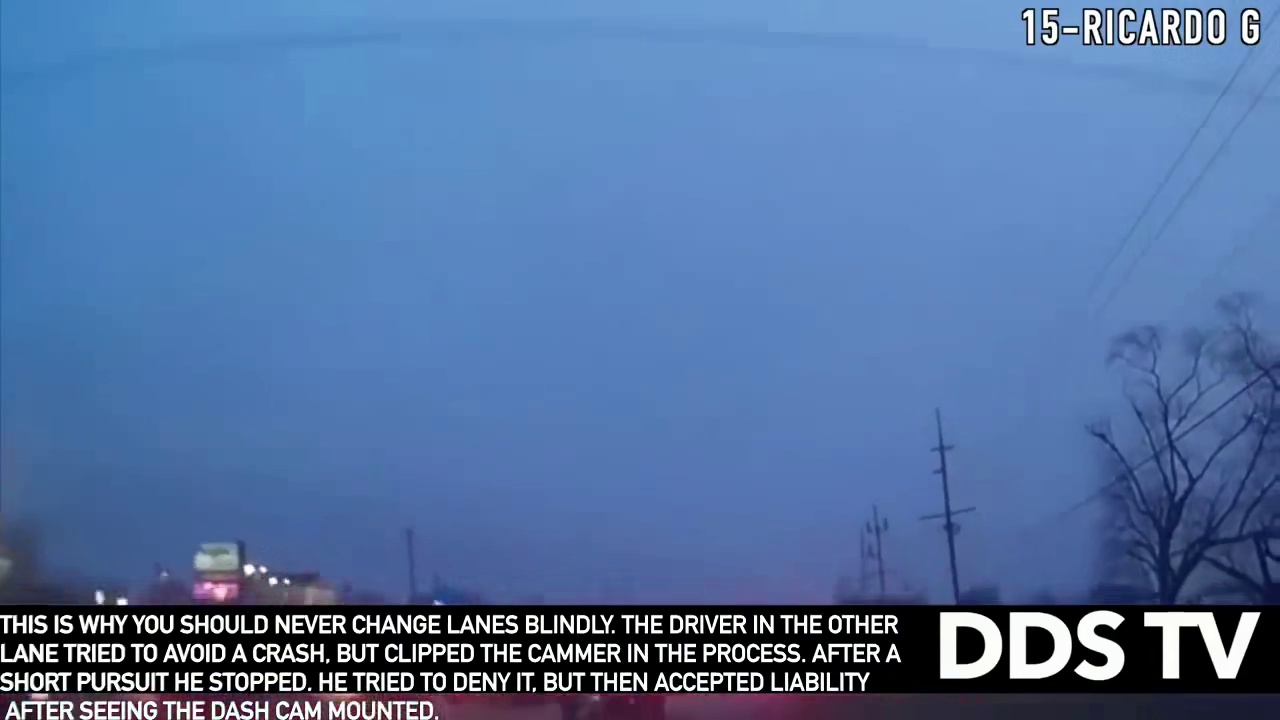 15-RICARDO G
THIS IS WHY YOU SHOULD NEVER CHANGE LANES BLINDLY. THE DRIVER IN THE OTHER
LANE TRIED TO AVOID A CRASH, BUT CLIPPED THE CAMMER IN THE PROCESS. AFTER A
SHORT PURSUIT HE STOPPED. HE TRIED TO DENY IT, BUT THEN ACCEPTED LIABILITY
AFTER SEEING THE DASH CAM MOUNTED.
DDS TV